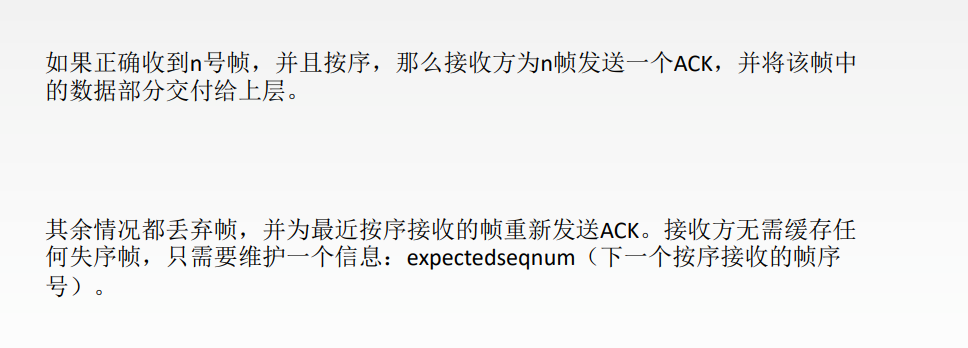 如果正确收到n号帧，并且按序，那么接收方为n帧发送一个ACK，并将该帧中
的数据部分交付给上层。
其余情况都丢弃帧，并为最近按序接收的帧重新发送ACK。接收方无需缓存任
何失序帧，只需要维护一个信息：expectedseqnum（下一个按序接收的帧序
号）。